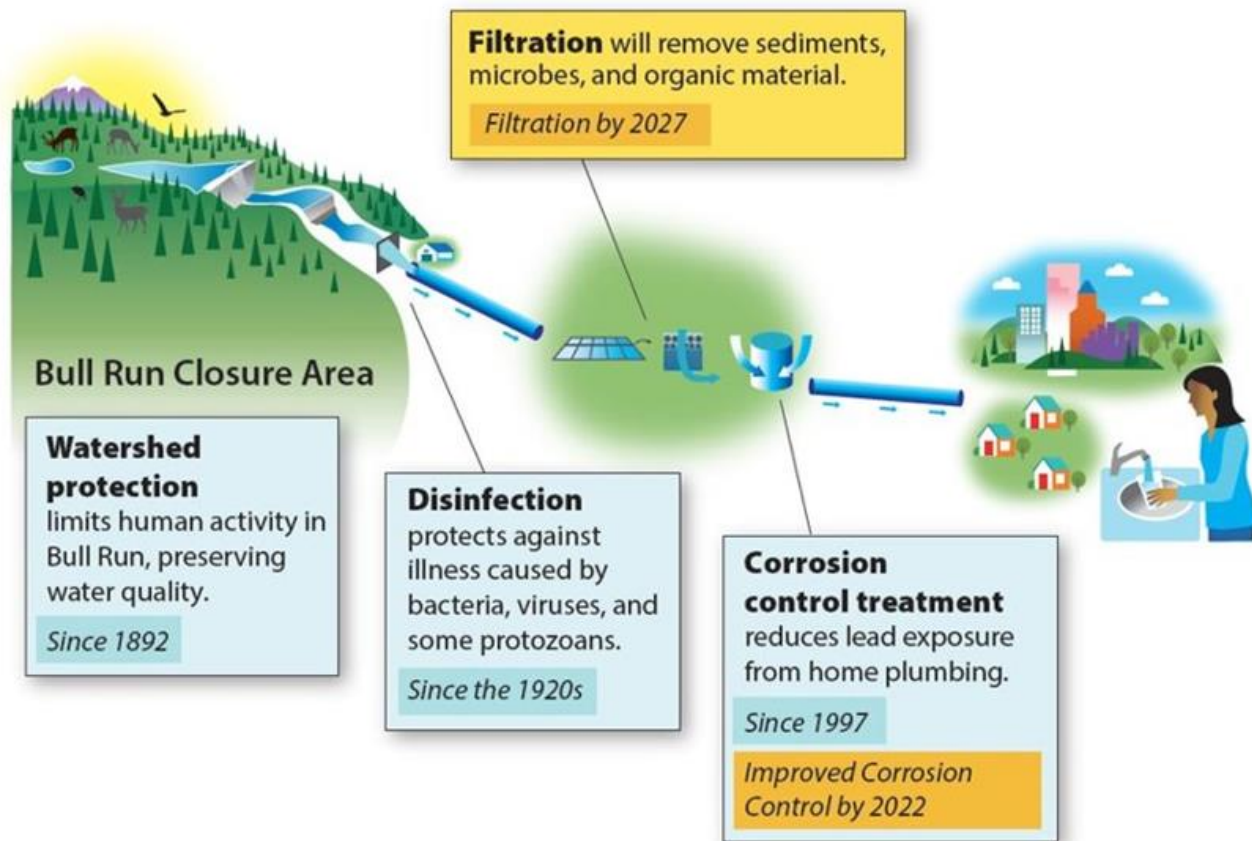 Filtration will remove sediments,
microbes, and organic material.
Filtration by 2027
Bull Run Closure Area
Watershed
protection
limits human activity in
Bull Run, preserving
water quality.
Since 1892
Disinfection
protects against
illness caused by
bacteria, viruses, and
some protozoans.
Since the 1920s
Corrosion
control treatment
reduces lead exposure
from home plumbing.
Since 1997
Improved Corrosion
Control by 2022